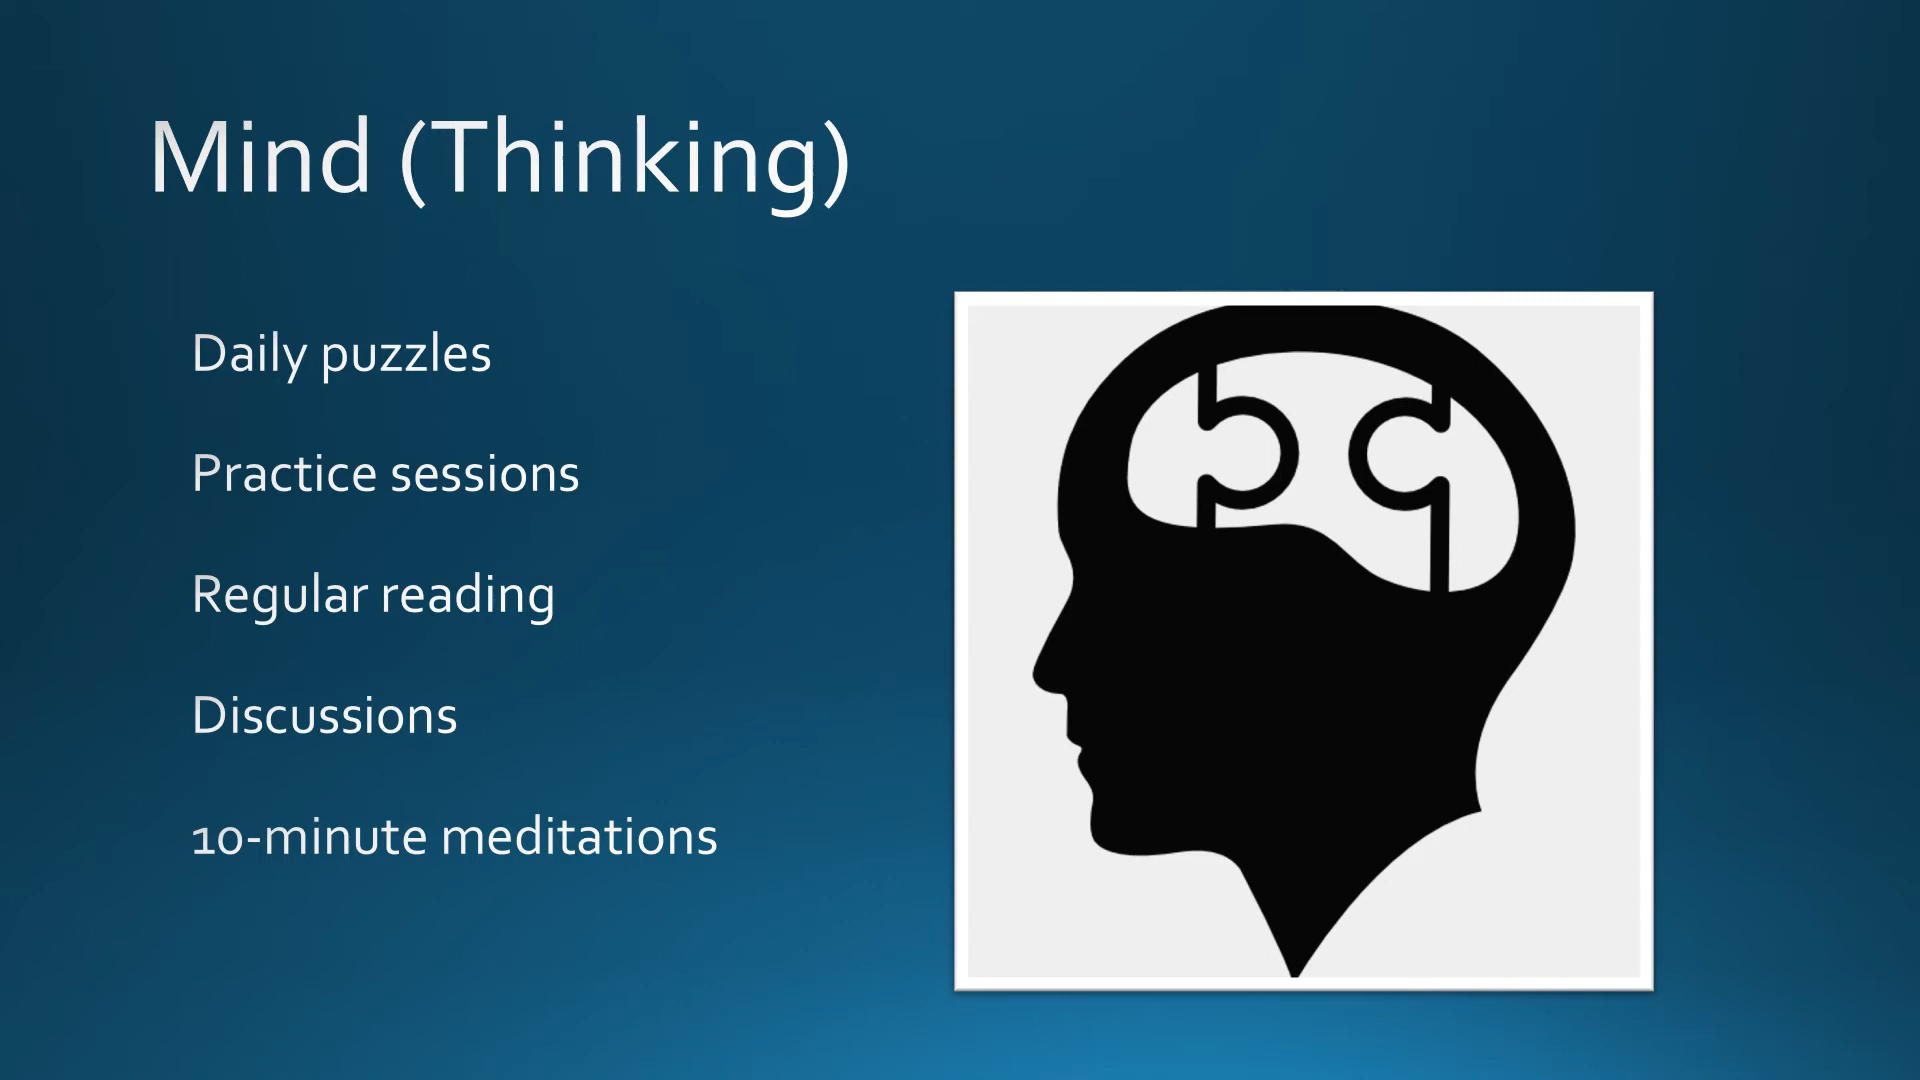 Mind (Thinking)
Daily puzzles
Practice sessions
Regular reading
Discussions
10-minute meditations